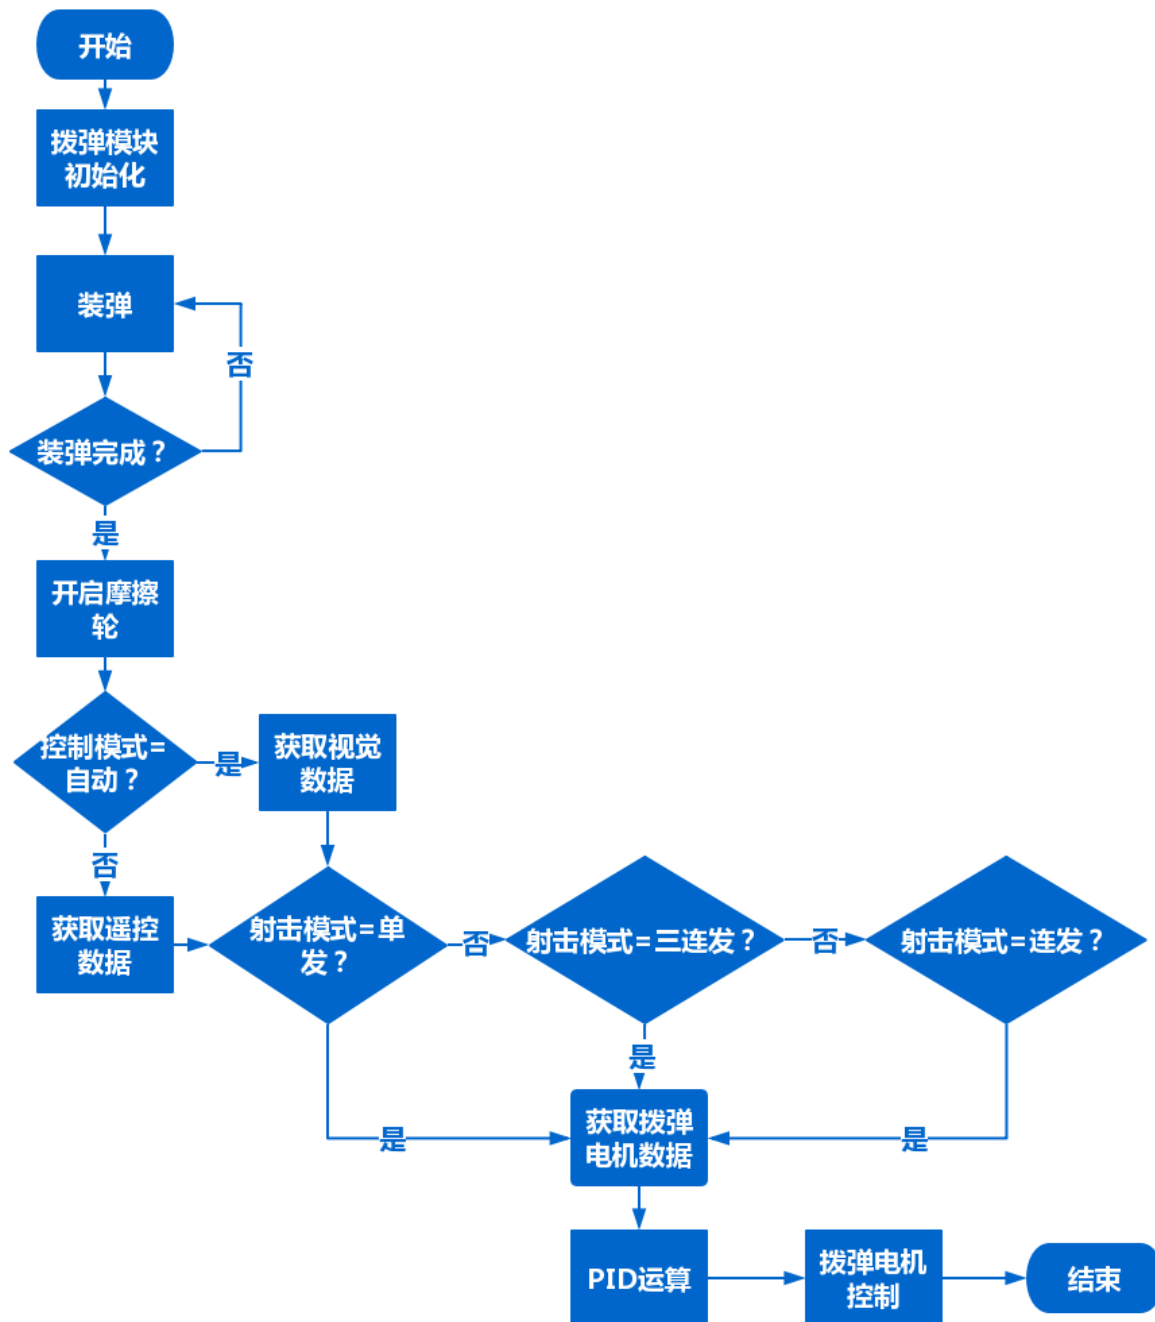 开始
拨弹模块
初始化
装弹
否
装弹完成？
是
开启摩擦
轮
控制模式=
自动？
是
获取视觉
数据
否
获取遥控
数据
射击模式=单
发？
否
射击模式=三连发？
否
射击模式=连发？
是
是
是
获取拨弹
电机数据
PID运算
拨弹电机
控制
结束